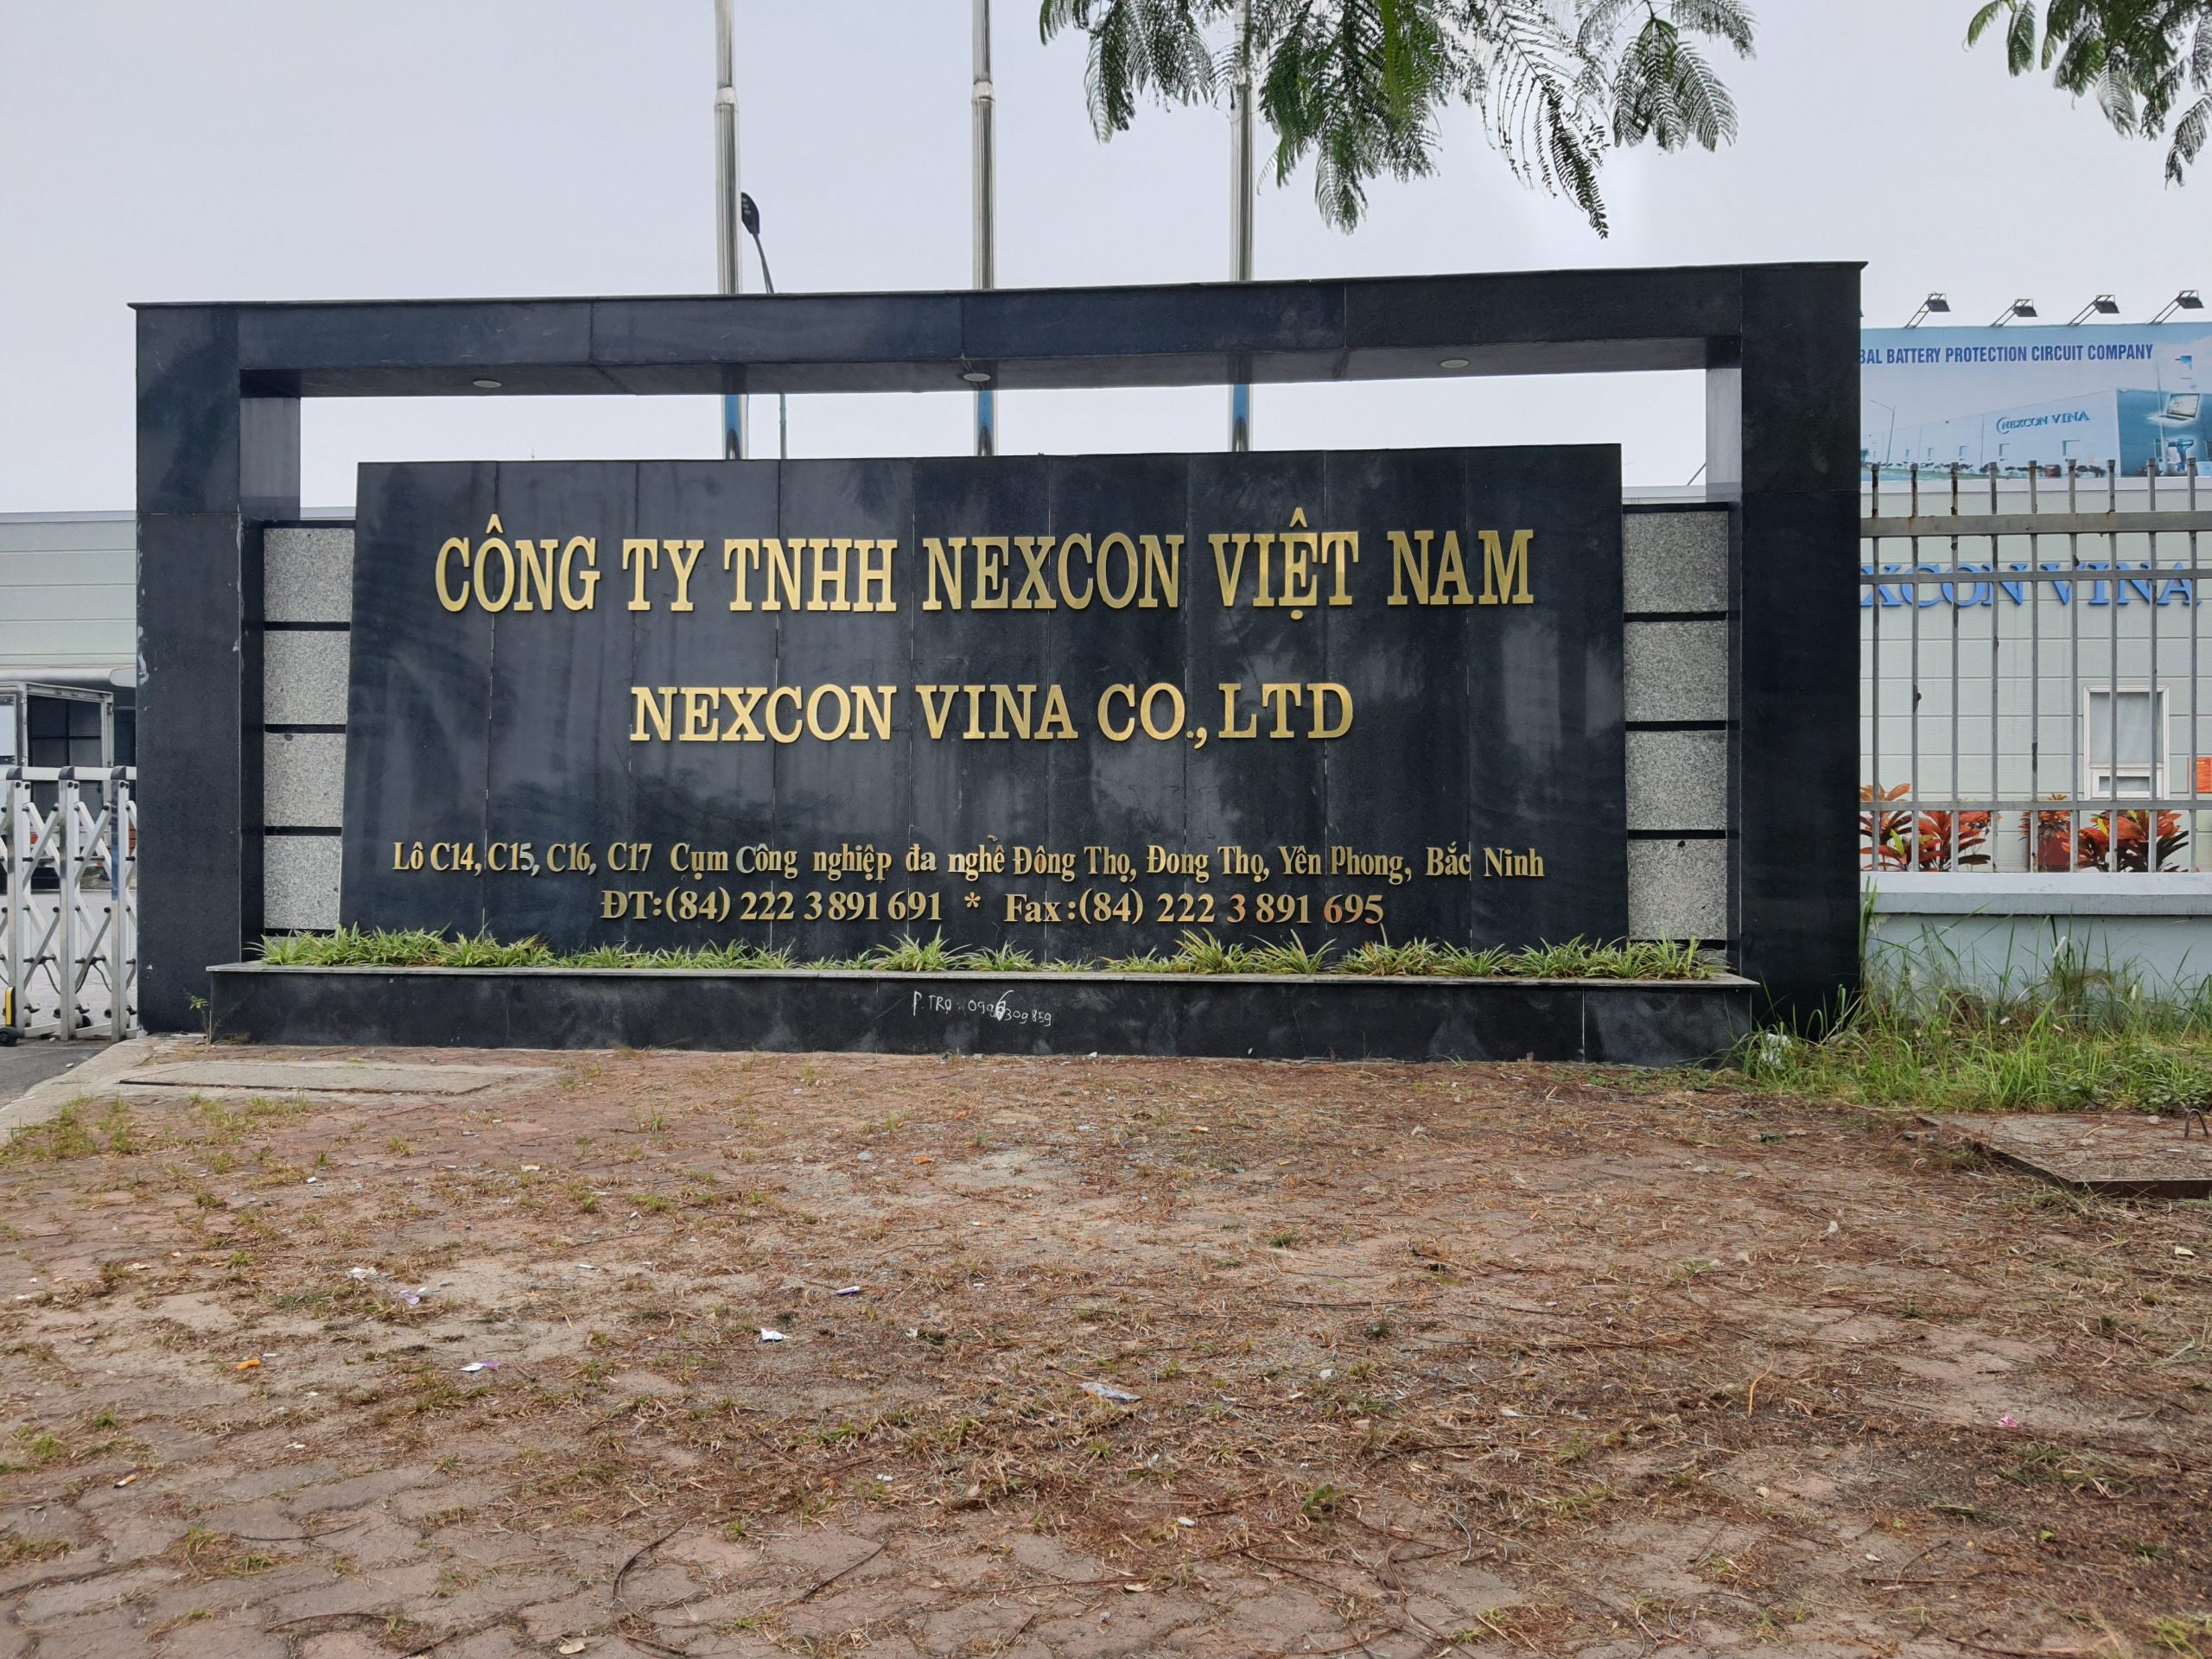 BAL BATTERY PROTECTION CIRCUIT COMPANY
NEXCON VINA
CÔNG TY TNHH NEXCON VIỆT NAM
XCON VINA
NEXCON VINA CO.,LTD
Lô C14, C15, C16, C17 Cụm Công nghiệp đa nghề Đông Thọ, Đong Thọ, Yên Phong, Bắc Ninh
ĐT:(84) 222 3 891 691 * Fax:(84) 222 3 891 695
P.TRỌ: